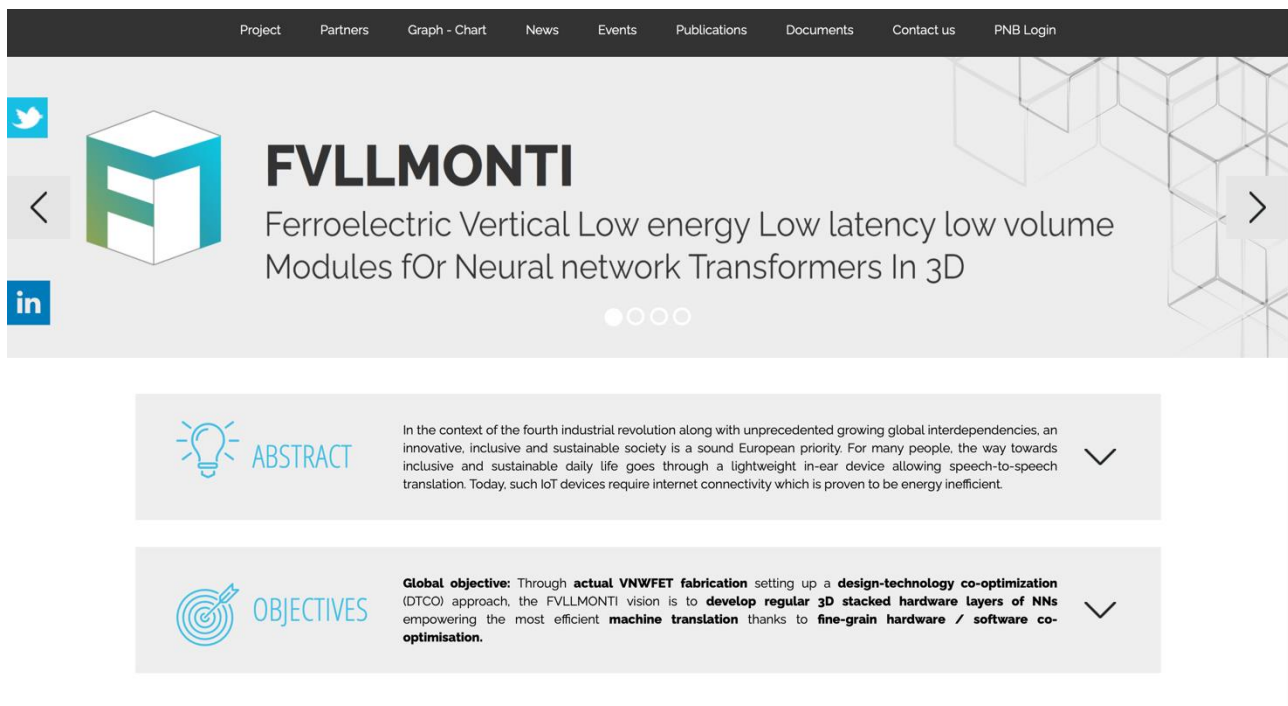 Project Partners Graph - Chart News Events Publications Documents Contact us PNB Login
FVLLMONTI
Ferroelectric Vertical Low energy Low latency low volume
Modules fOr Neural network Transformers In 3D
in
ABSTRACT
In the context of the fourth industrial revolution along with unprecedented growing global interdependencies, an
innovative, inclusive and sustainable society is a sound European priority. For many people, the way towards
inclusive and sustainable daily life goes through a lightweight in-ear device allowing speech-to-speech
translation. Today, such IoT devices require internet connectivity which is proven to be energy inefficient.
OBJECTIVES
Global objective: Through actual VNWFET fabrication setting up a design-technology co-optimization
(DTCO) approach, the FVLLMONTI vision is to develop regular 3D stacked hardware layers of NNs
empowering the most efficient machine translation thanks to fine-grain hardware / software co-
optimisation.